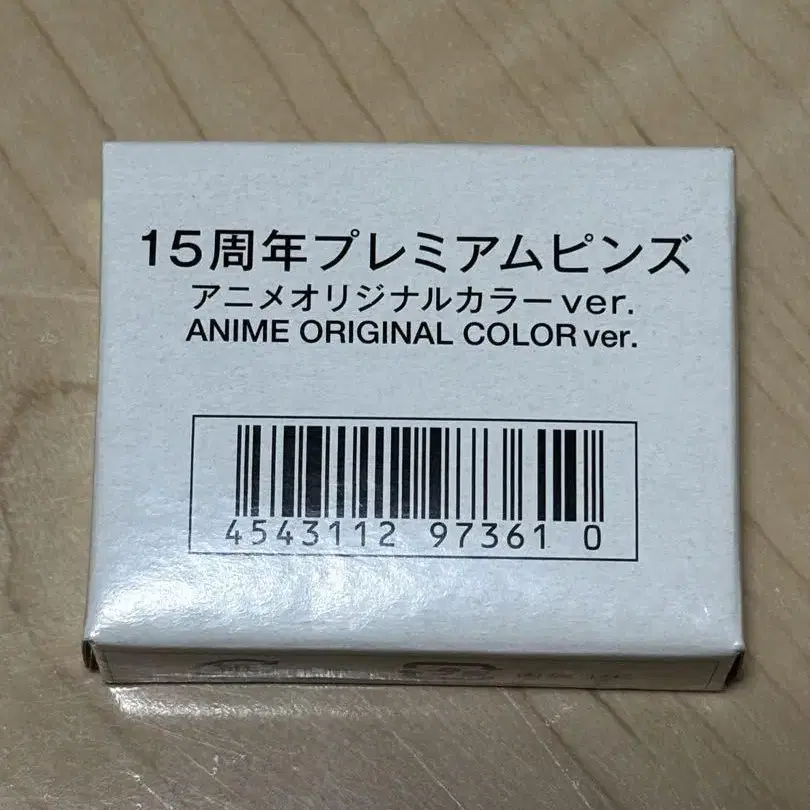 15周年プレミアムピンズ
アニメオリジナルカラーver.
ANIME ORIGINAL COLOR ver.
4543112 97361 0